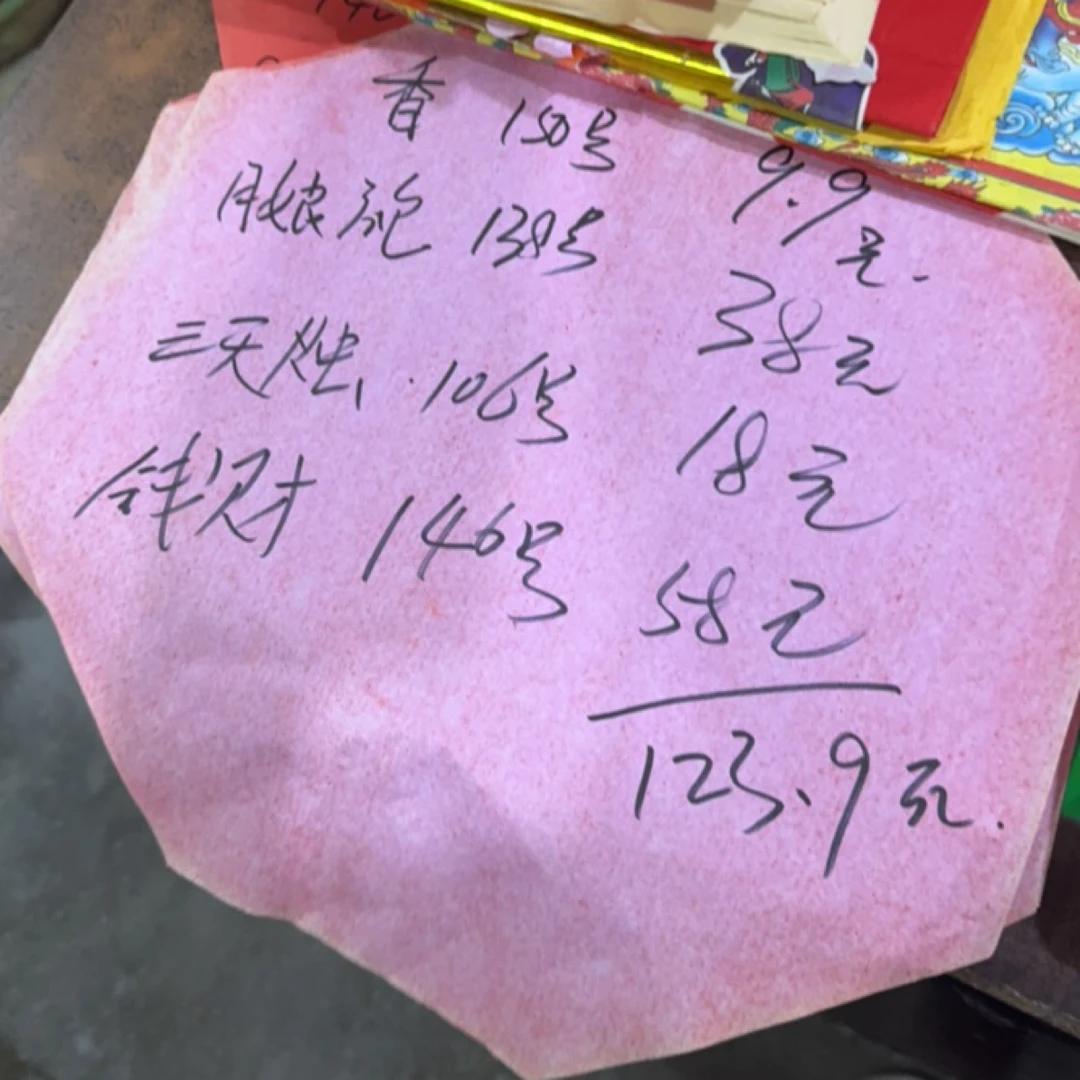 香 150号 9.9元.
娘 138号 38元
三天烛 106号 18元
钱财 146号 58元
123.9元.